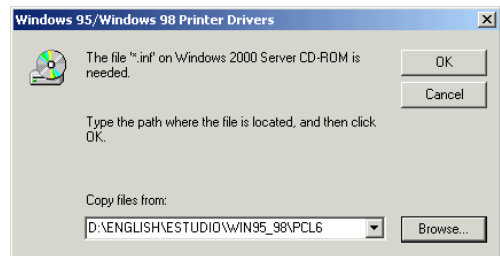 Windows 95/Windows 98 Printer Drivers
The file '*.inf' on Windows 2000 Server CD-ROM is
needed.
OK
Cancel
Type the path where the file is located, and then click
OK.
Copy files from:
D:\ENGLISH\ESTUDIO\WIN95_98\PCL6
Browse...